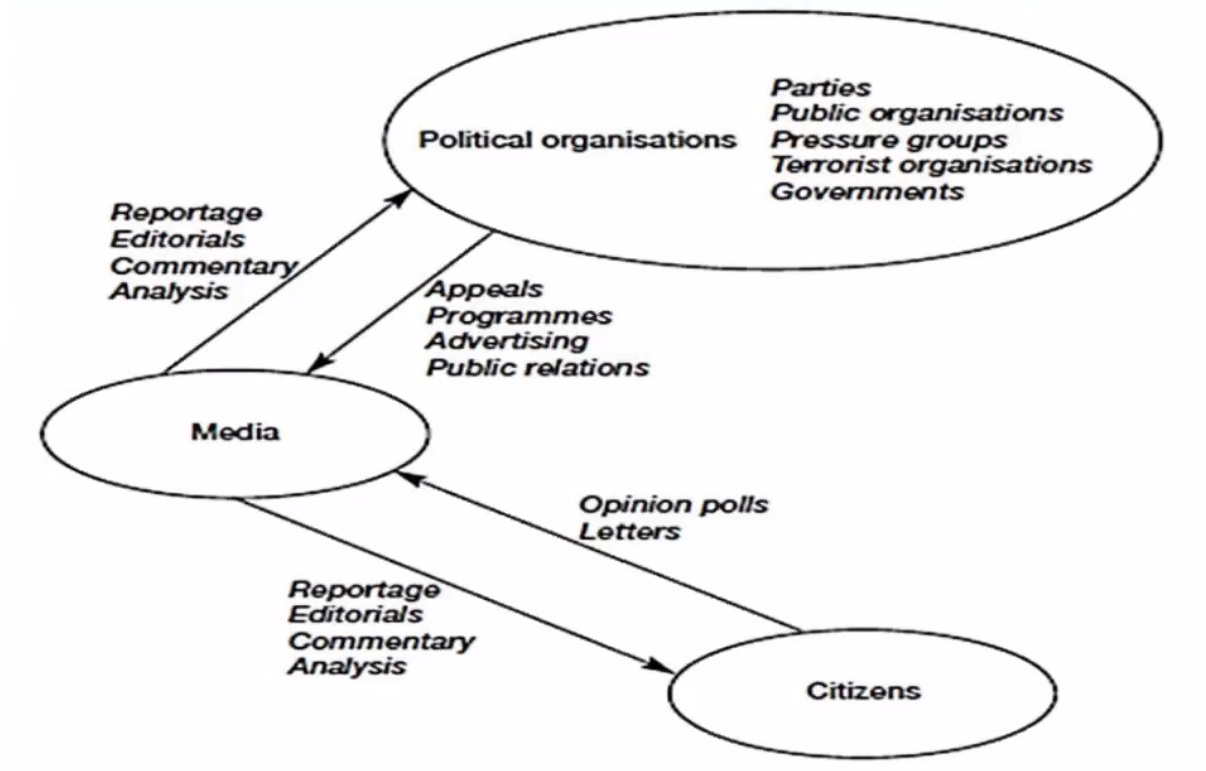 Political organisations
Parties
Public organisations
Pressure groups
Terrorist organisations
Governments
Reportage
Editorials
Commentary
Analysis
Appeals
Programmes
Advertising
Public relations
Media
Opinion polls
Letters
Reportage
Editorials
Commentary
Analysis
Citizens